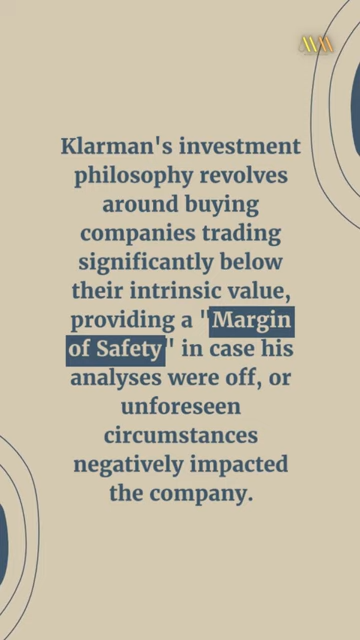 Klarman's investment
philosophy revolves
around buying
companies trading
significantly below
their intrinsic value,
providing a "Margin
of Safety" in case his
analyses were off, or
unforeseen
circumstances
negatively impacted
the company.